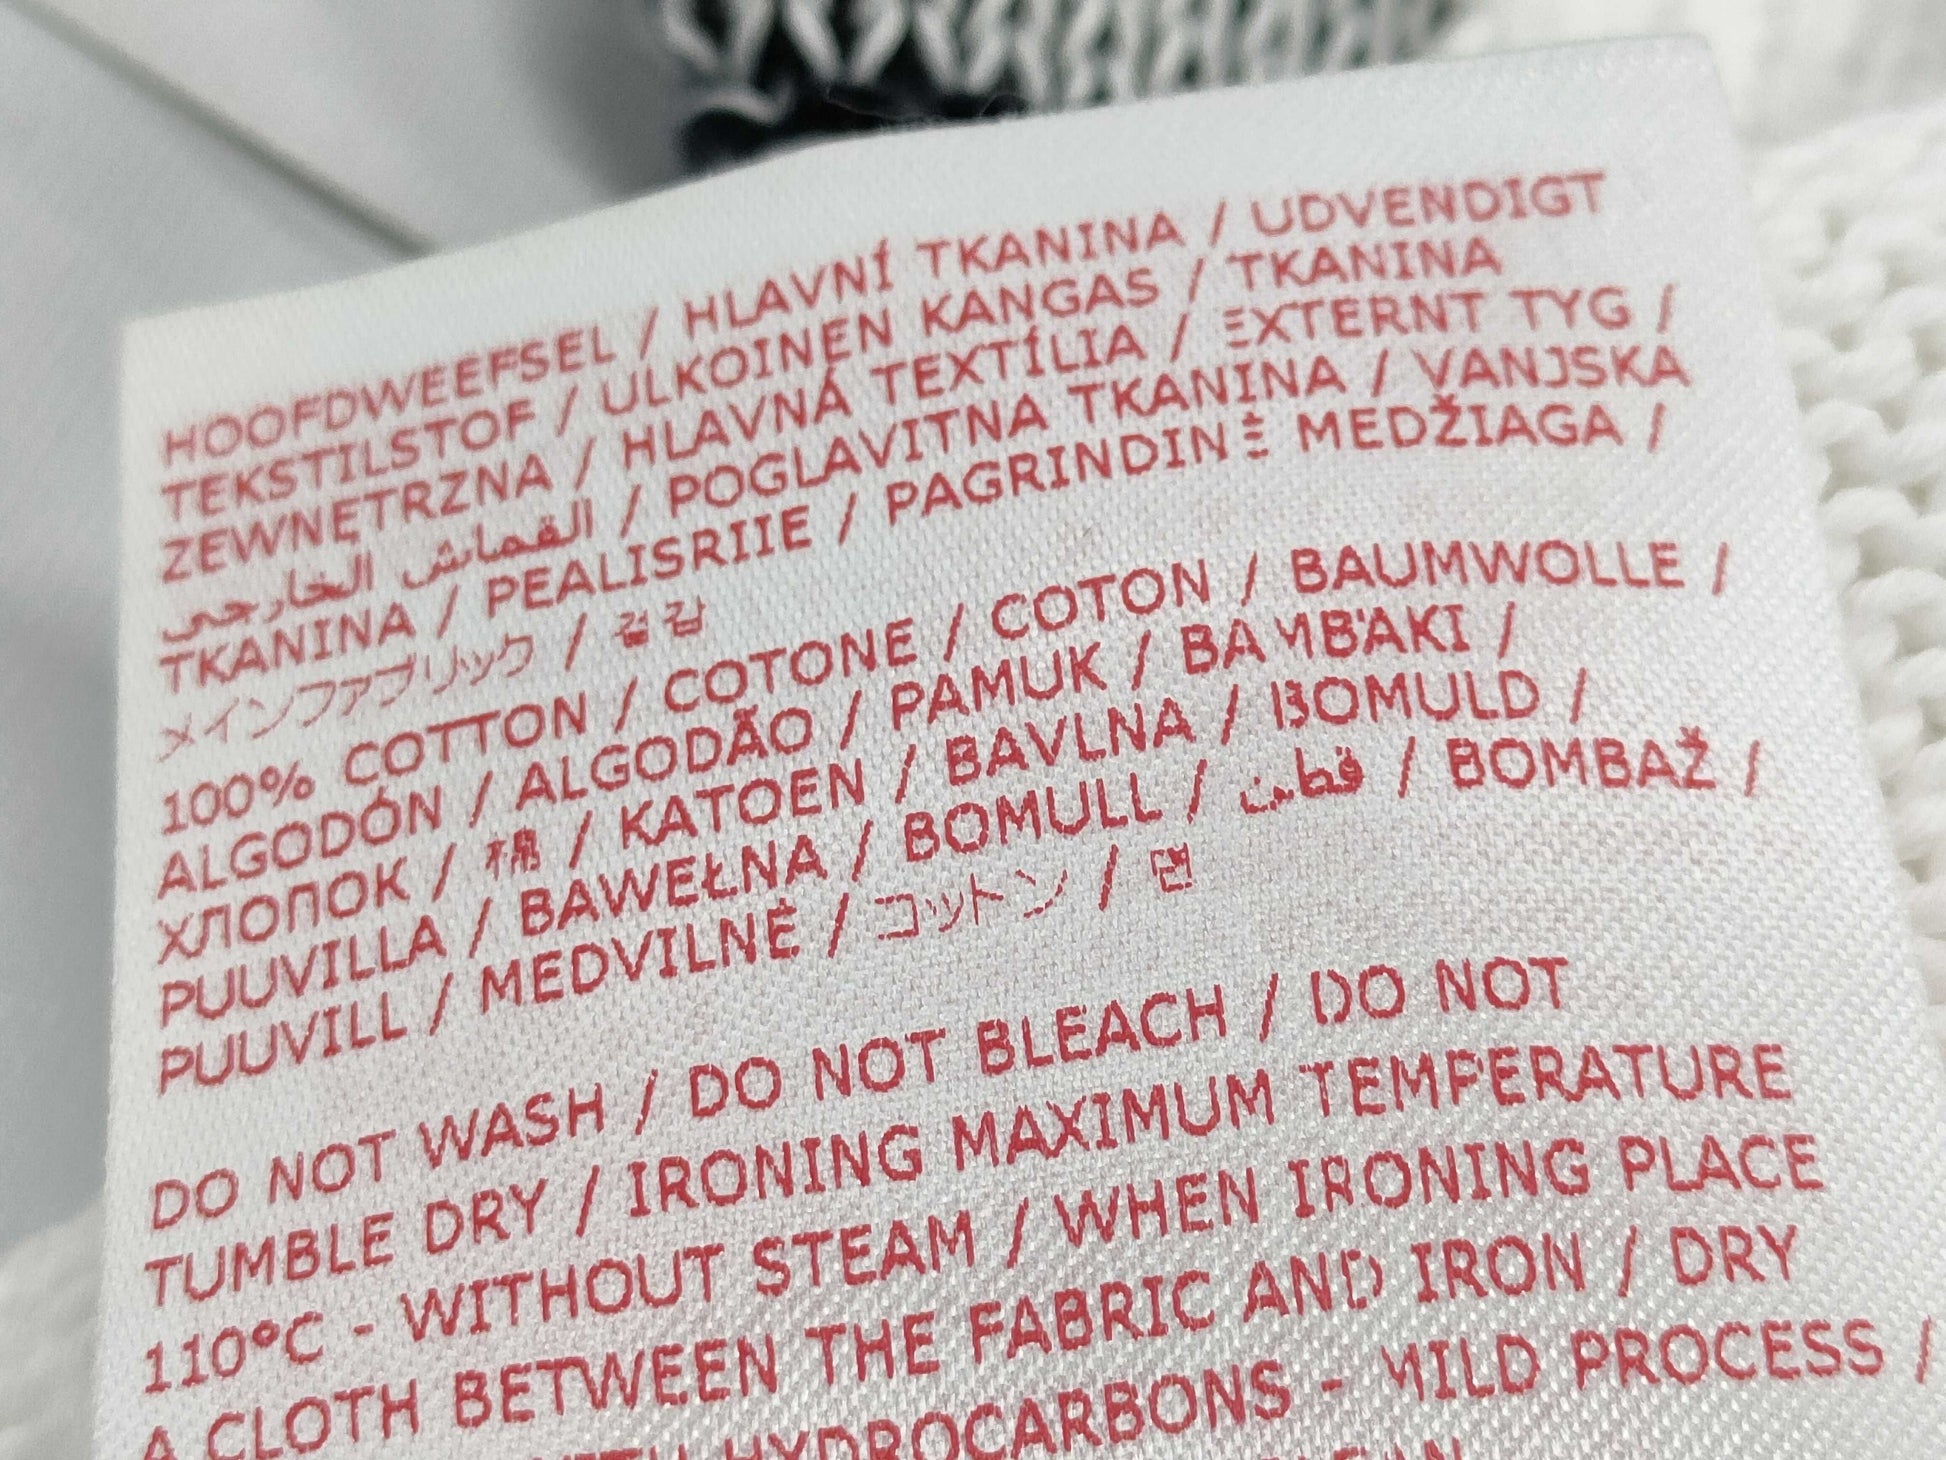 HOOFDWEEFSEL / HLAVNÍ TKANINA / UDVENDIGT
TEKSTILSTOF / ULKOINEN KANGAS / TKANINA
ZEWNĘTRZNA / HLAVNÁ TEXTÍLIA / EXTERNT TYG /
القماش الخارجي / POGLAVITNA TKANINA / VANJSKA
TKANINA / PEALISRIIE / PAGRINDINĖ MEDŽIAGA /
メインファブリック / 겉감
100% COTTON / COTONE / COTON / BAUMWOLLE /
ALGODÓN / ALGODÃO / PAMUK / BAMBAKI /
ХЛОПОК / 棉 / KATOEN / BAVLNA / BOMULD /
PUUVILLA / BAWEŁNA / BOMULL / قطن / BOMBAŽ /
PUUVILL / MEDVILNĖ / コットン / 면
DO NOT WASH / DO NOT BLEACH / DO NOT
TUMBLE DRY / IRONING MAXIMUM TEMPERATURE
110°C - WITHOUT STEAM / WHEN IRONING PLACE
A CLOTH BETWEEN THE FABRIC AND IRON / DRY
HYDROCARBONS - MILD PROCESS /